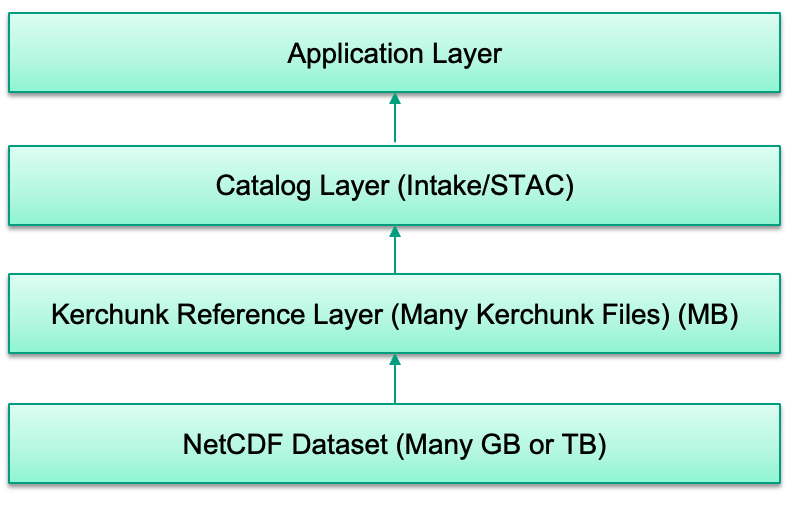 Application Layer
Catalog Layer (Intake/STAC)
Kerchunk Reference Layer (Many Kerchunk Files) (MB)
NetCDF Dataset (Many GB or TB)